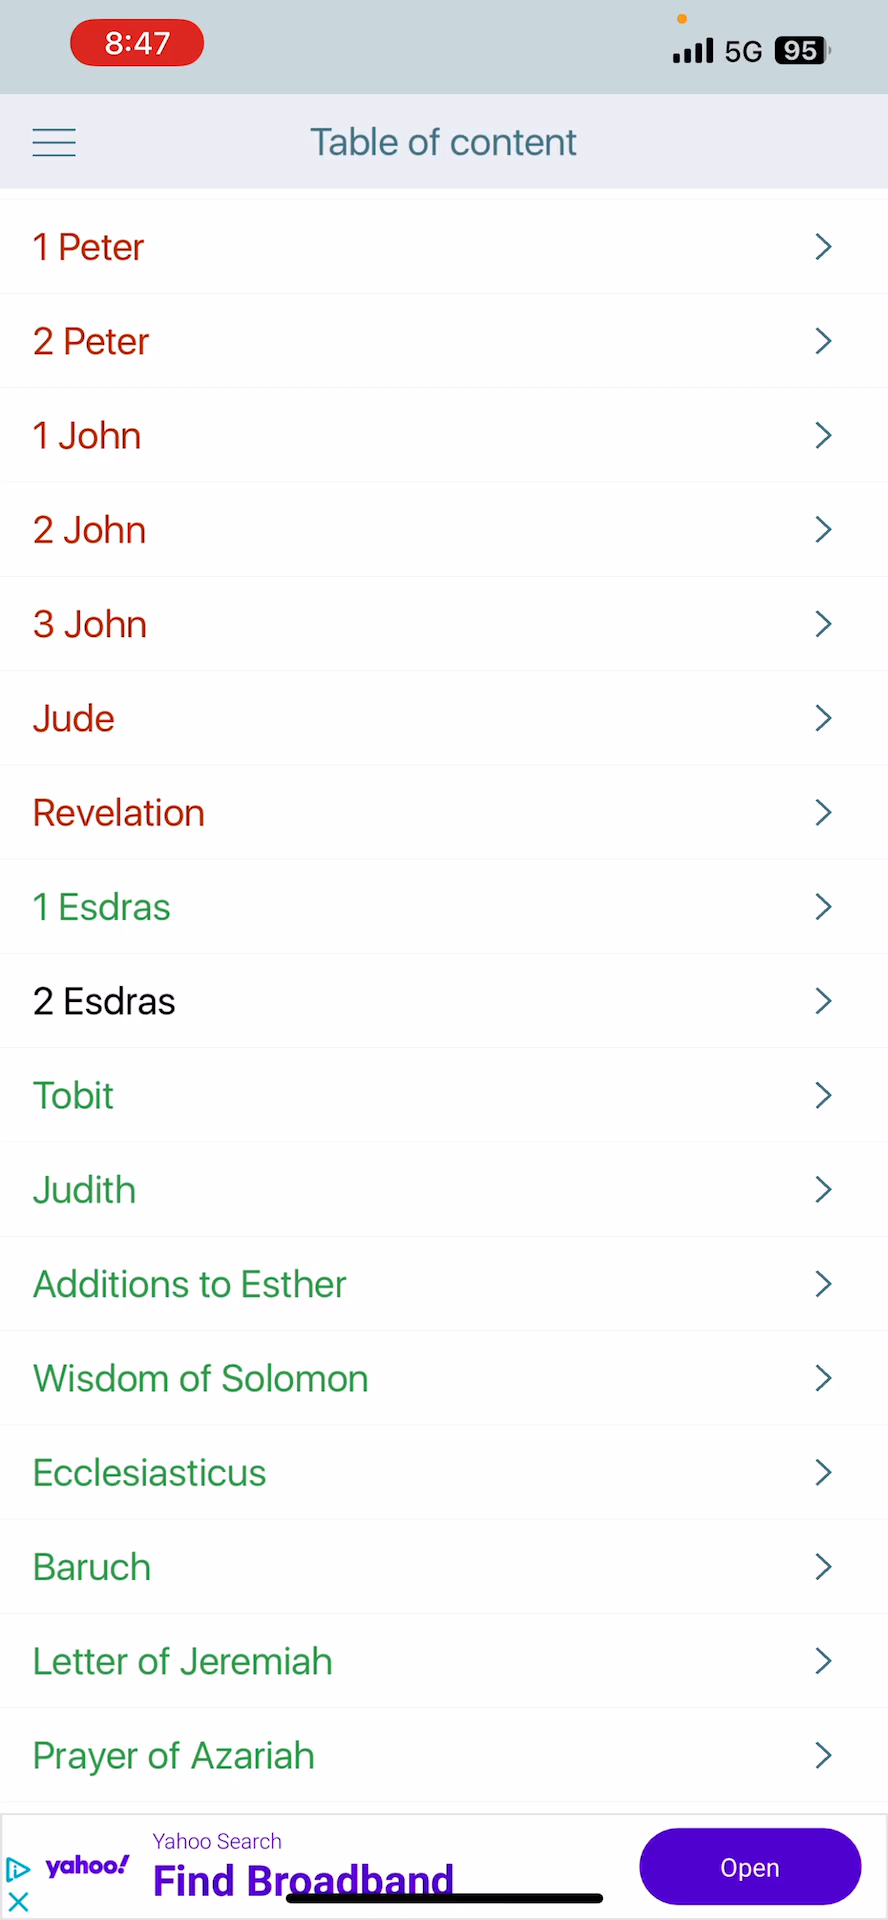 8:47
5G 95
Table of content
1 Peter
2 Peter
1 John
2 John
3 John
Jude
Revelation
1 Esdras
2 Esdras
Tobit
Judith
Additions to Esther
Wisdom of Solomon
Ecclesiasticus
Baruch
Letter of Jeremiah
Prayer of Azariah
Yahoo Search
yahoo!
Find Broadband
Open